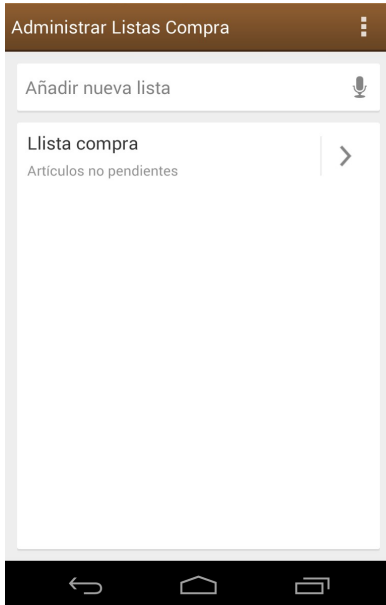 Administrar Listas Compra
Añadir nueva lista
Llista compra
Artículos no pendientes